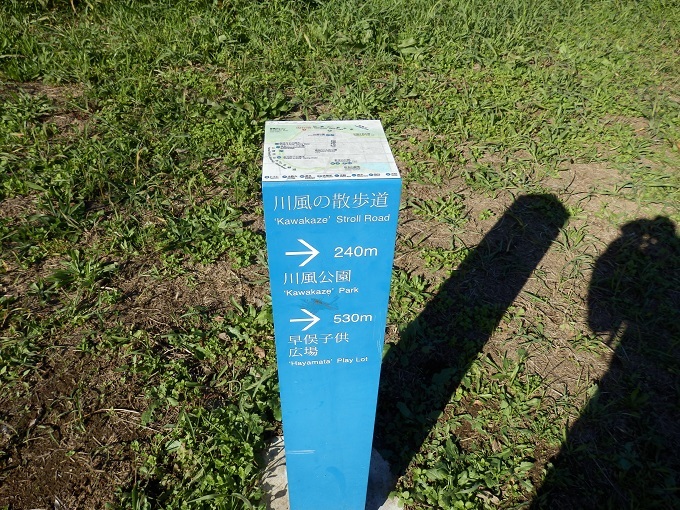 川風の散歩道
'Kawakaze' Stroll Road
→ 240m
川風公園
'Kawakaze' Park
→ 530m
早俣子供
広場
'Hayamata' Play Lot